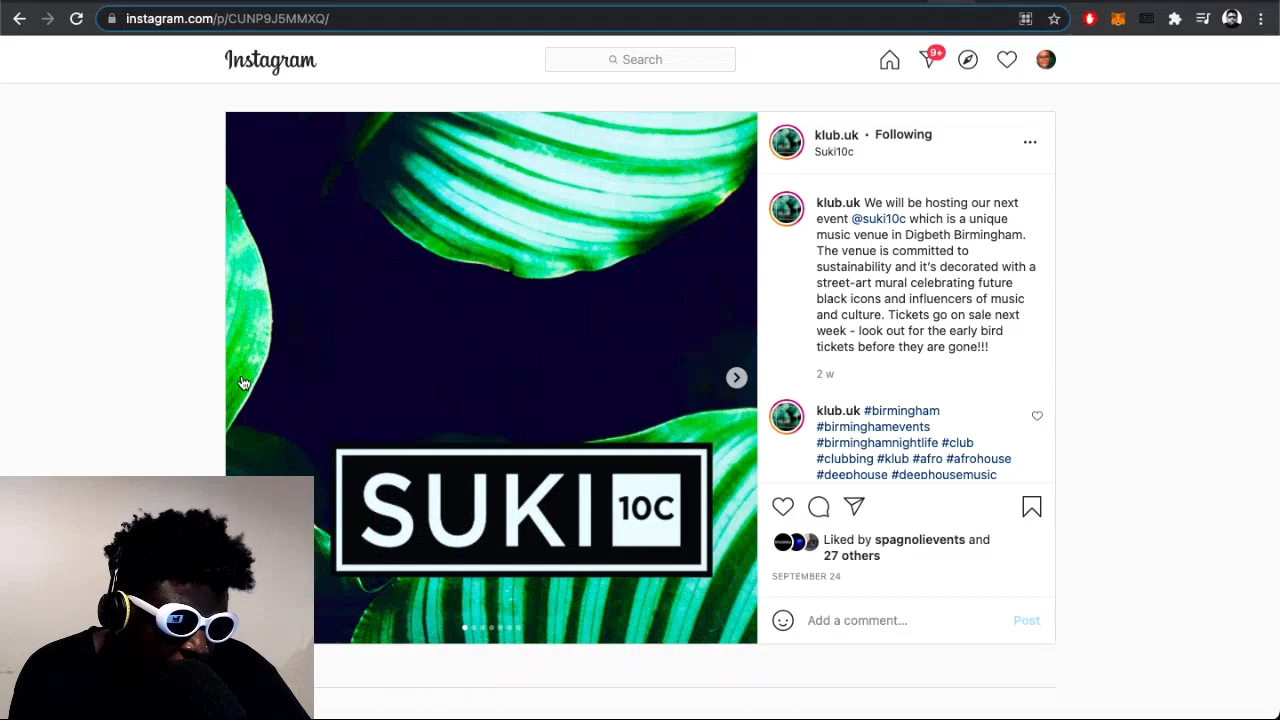 instagram.com/p/CUNP9J5MMXQ/
Instagram
Search
9+
klub.uk • Following
Suki10c
klub.uk We will be hosting our next
event @suki10c which is a unique
music venue in Digbeth Birmingham.
The venue is committed to
sustainability and it's decorated with a
street-art mural celebrating future
black icons and influencers of music
and culture. Tickets go on sale next
week - look out for the early bird
tickets before they are gone!!!
2 w
klub.uk #birmingham
#birminghamevents
#birminghamnightlife #club
#clubbing #klub #afro #afrohouse
#deephouse #deephousemusic
SUKI 10C
Liked by spagnolievents and
27 others
SEPTEMBER 24
Add a comment...
Post